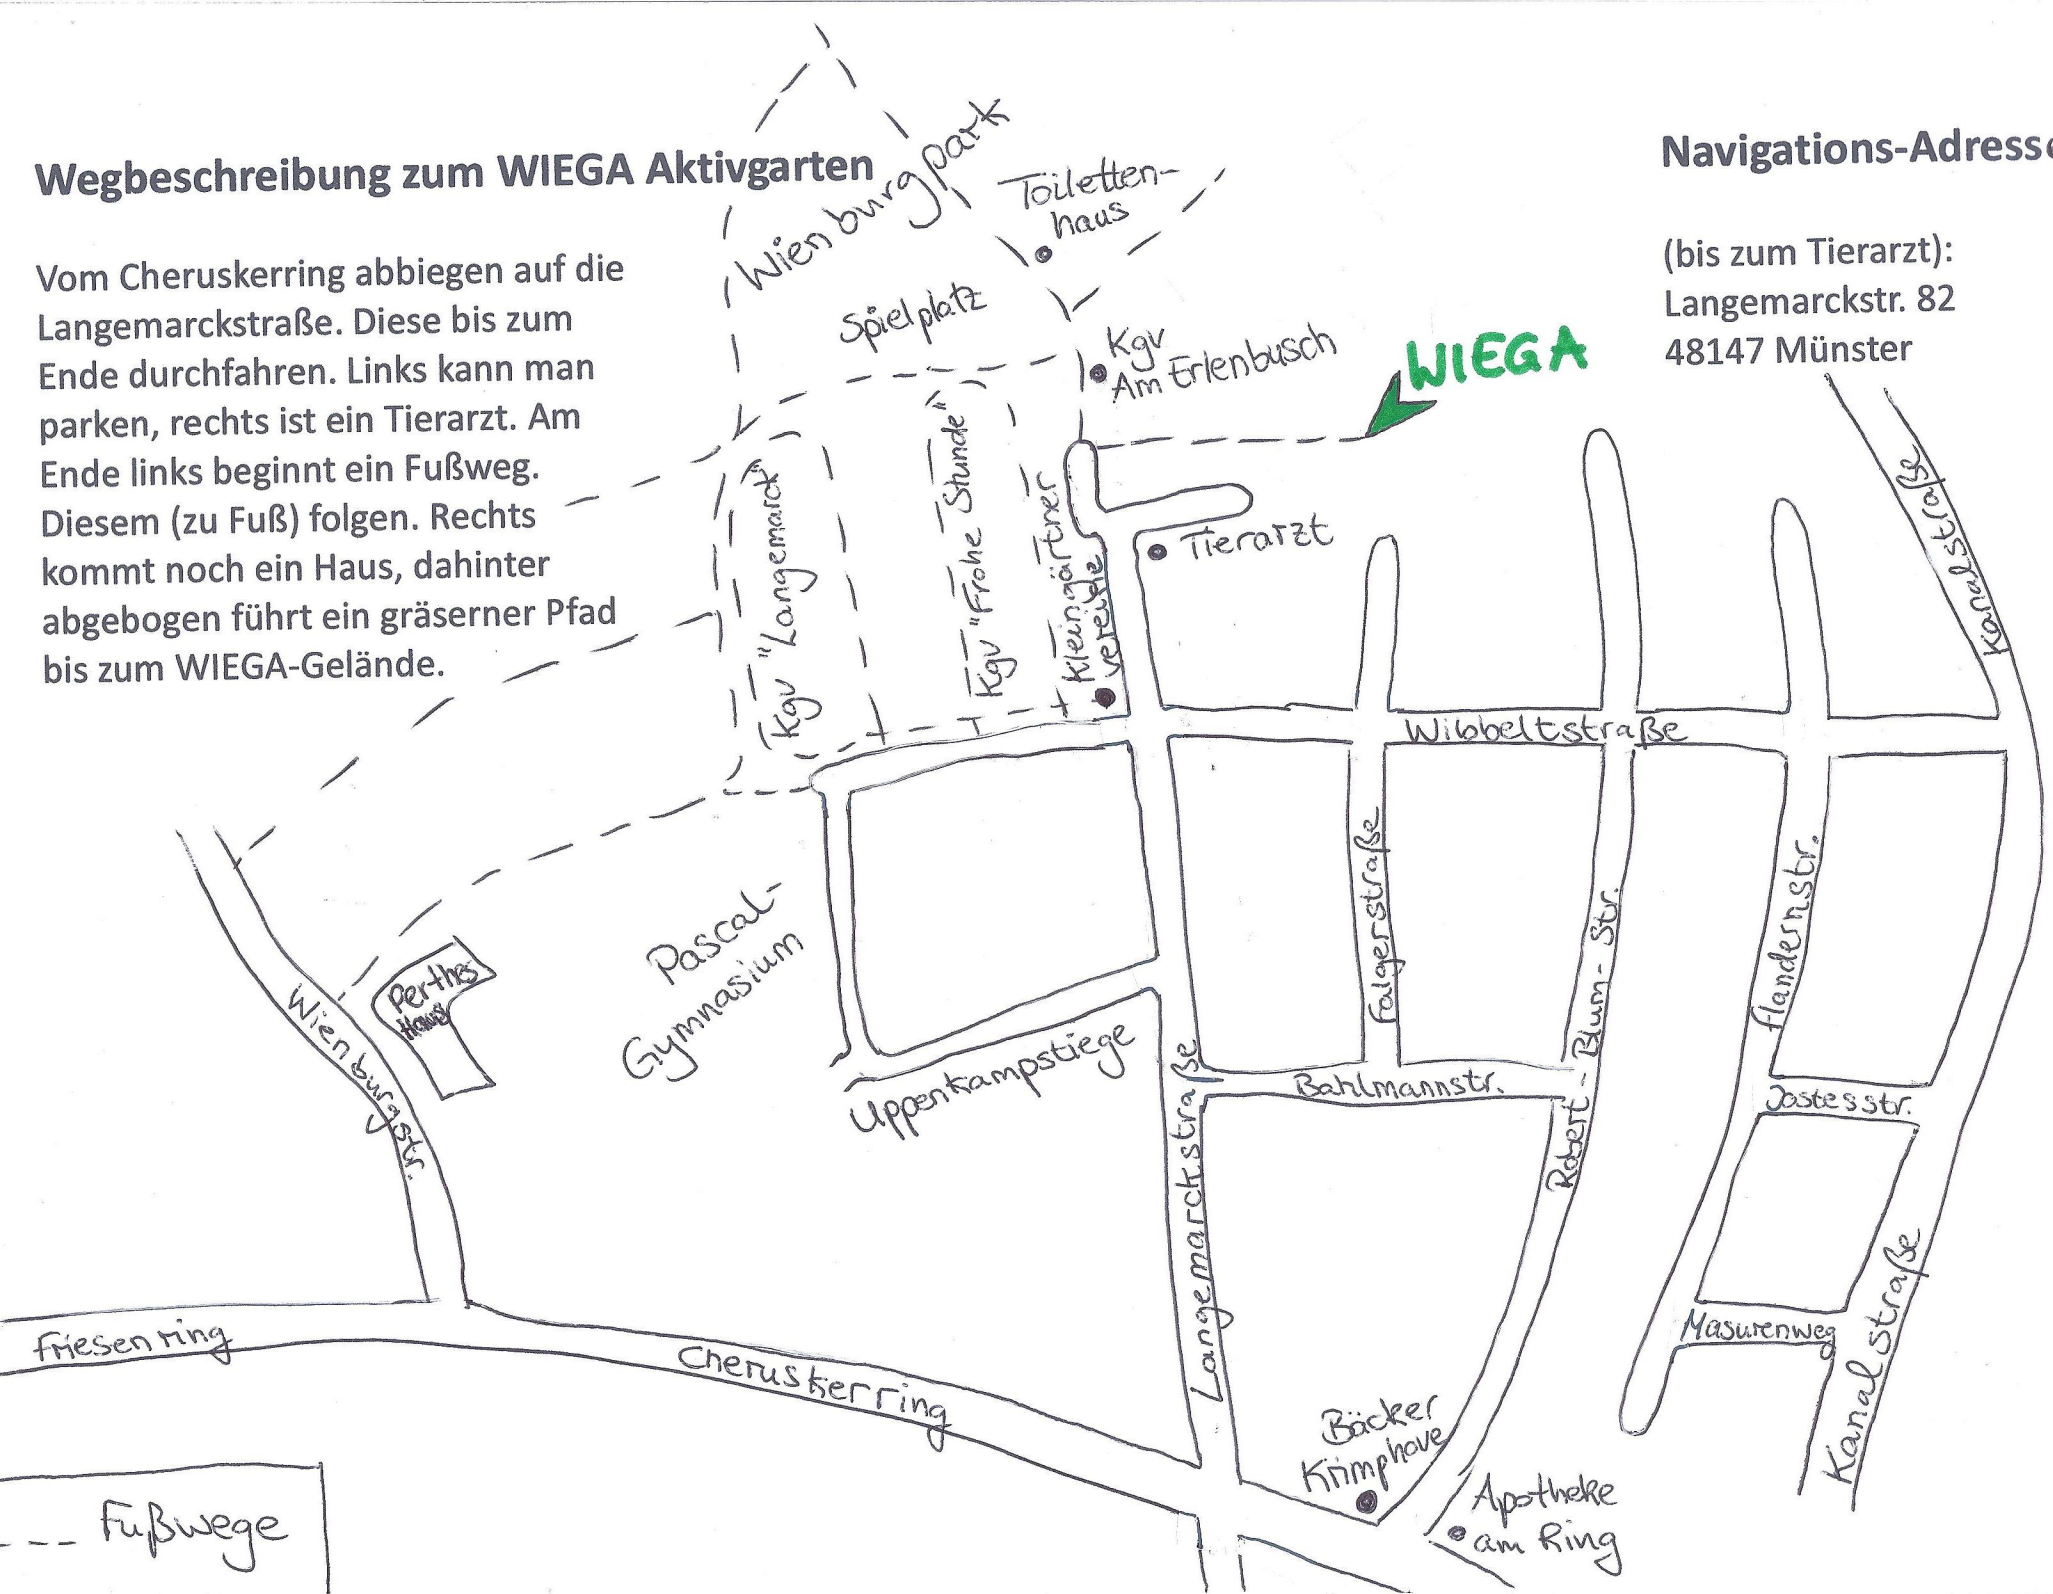 Wegbeschreibung zum WIEGA Aktivgarten
Vom Cheruskerring abbiegen auf die
Langemarckstraße. Diese bis zum
Ende durchfahren. Links kann man
parken, rechts ist ein Tierarzt. Am
Ende links beginnt ein Fußweg.
Diesem (zu Fuß) folgen. Rechts
kommt noch ein Haus, dahinter
abgebogen führt ein gräserner Pfad
bis zum WIEGA-Gelände.
Navigations-Adresse
(bis zum Tierarzt):
Langemarckstr. 82
48147 Münster
Wienburgpark
Toiletten-
haus
Spielplatz
Kgv
Am Erlenbusch
WIEGA
Kgv "Langemarck"
Kgv "Frohe Stunde"
Kleingärtner
vereine
Tierarzt
Kanalstraße
Wibbeltstraße
Falgerstraße
Robert-Blum-Str.
Flandernstr.
Pascal-
Gymnasium
Perthes
Haus
Wienburgstr.
Uppenkampstiege
Bahlmannstr.
Jostesstr.
Langemarckstraße
Masurenweg
Kanalstraße
Friesenring
Cheruskerring
Bäcker
Krimphove
Apotheke
am Ring
Fußwege